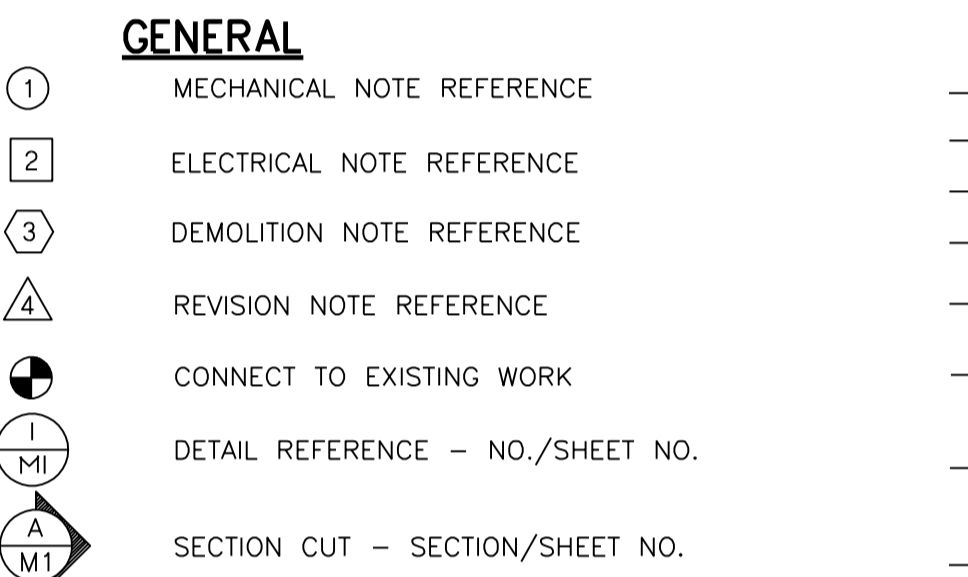 GENERAL
1 MECHANICAL NOTE REFERENCE
2 ELECTRICAL NOTE REFERENCE
3 DEMOLITION NOTE REFERENCE
4 REVISION NOTE REFERENCE
CONNECT TO EXISTING WORK
I
MI
DETAIL REFERENCE – NO./SHEET NO.
A
M1
SECTION CUT – SECTION/SHEET NO.